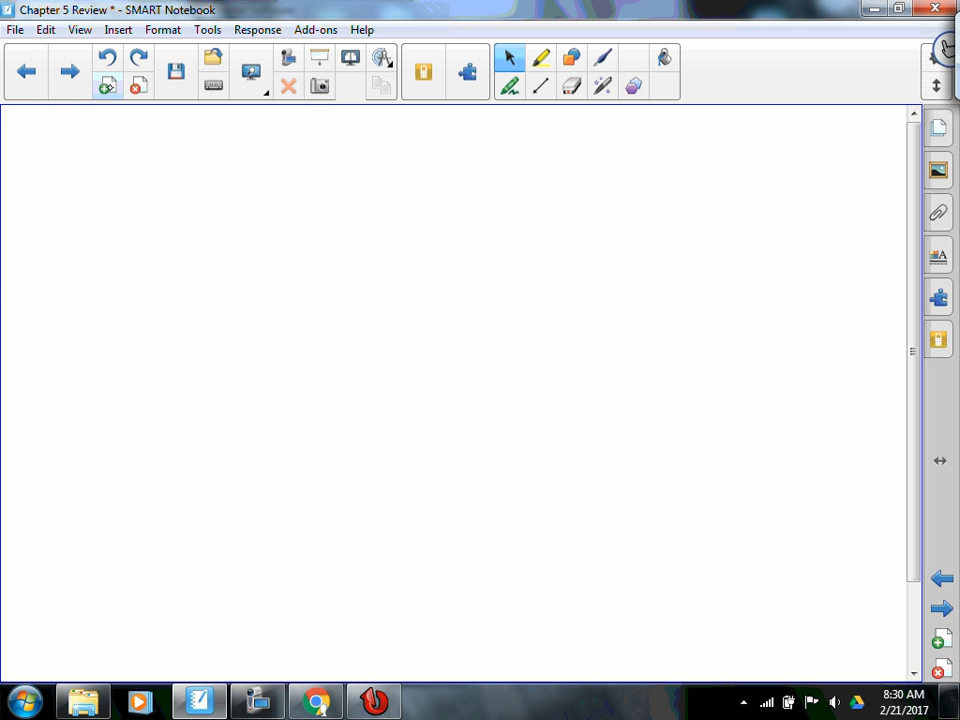 Chapter 5 Review * - SMART Notebook
File Edit View Insert Format Tools Response Add-ons Help
8:30 AM
2/21/2017